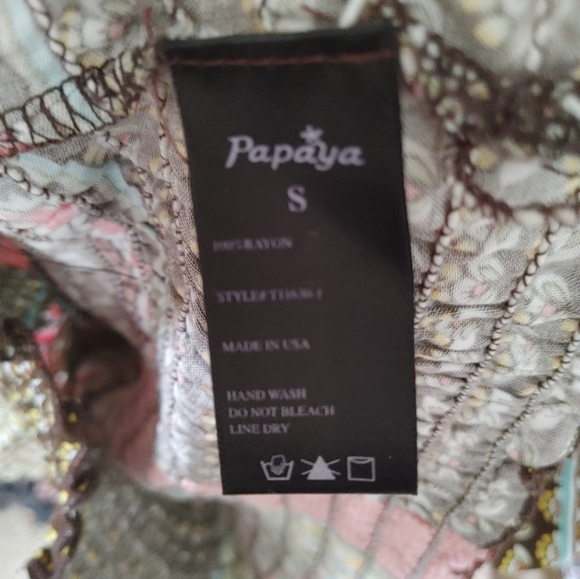 Papaya
S
100% RAYON
STYLE#
MADE IN USA
HAND WASH
DO NOT BLEACH
LINE DRY